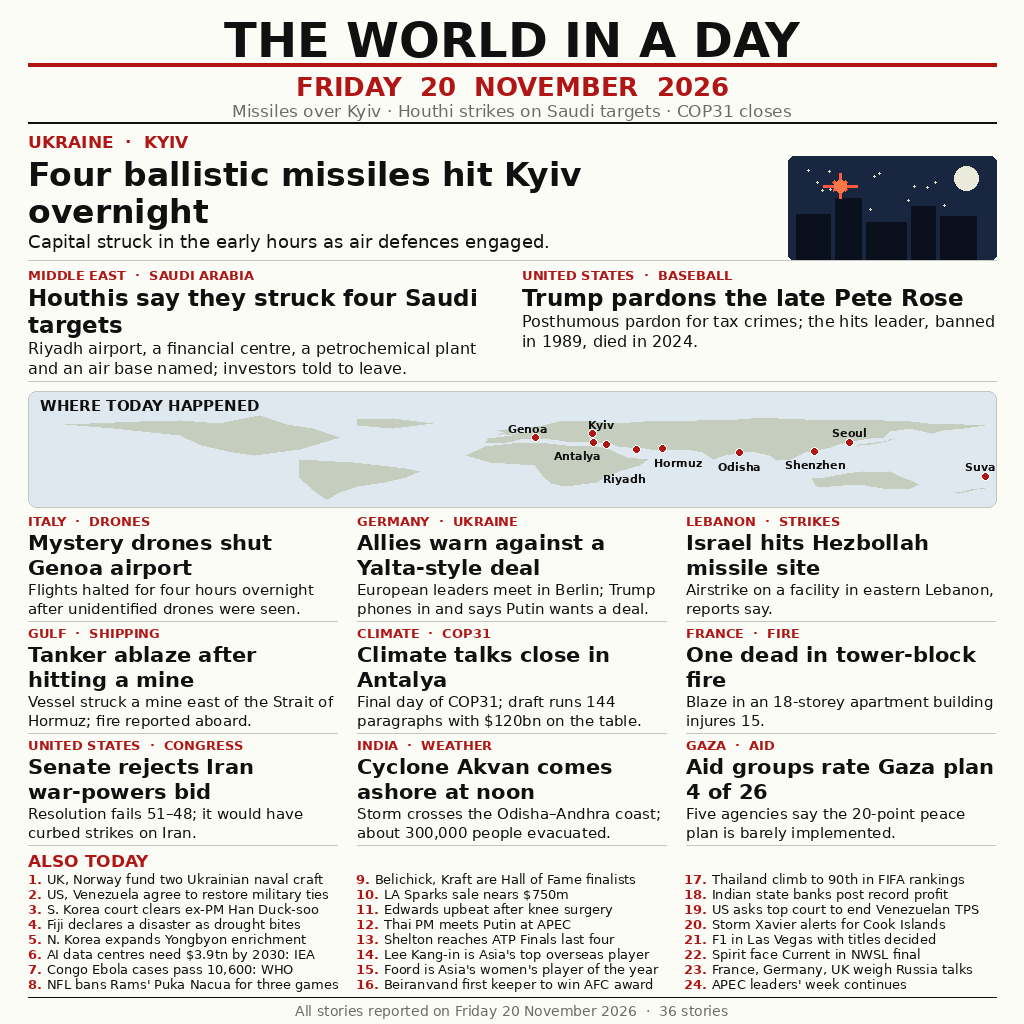 THE WORLD IN A DAY
FRIDAY 20 NOVEMBER 2026
Missiles over Kyiv · Houthi strikes on Saudi targets · COP31 closes
UKRAINE · KYIV
Four ballistic missiles hit Kyiv
overnight
Capital struck in the early hours as air defences engaged.
MIDDLE EAST · SAUDI ARABIA
Houthis say they struck four Saudi
targets
Riyadh airport, a financial centre, a petrochemical plant
and an air base named; investors told to leave.
UNITED STATES · BASEBALL
Trump pardons the late Pete Rose
Posthumous pardon for tax crimes; the hits leader, banned
in 1989, died in 2024.
WHERE TODAY HAPPENED
Genoa
Kyiv
Antalya
Riyadh
Hormuz
Odisha
Shenzhen
Seoul
Suva
ITALY · DRONES
Mystery drones shut
Genoa airport
Flights halted for four hours overnight
after unidentified drones were seen.
GERMANY · UKRAINE
Allies warn against a
Yalta-style deal
European leaders meet in Berlin; Trump
phones in and says Putin wants a deal.
LEBANON · STRIKES
Israel hits Hezbollah
missile site
Airstrike on a facility in eastern Lebanon,
reports say.
GULF · SHIPPING
Tanker ablaze after
hitting a mine
Vessel struck a mine east of the Strait of
Hormuz; fire reported aboard.
CLIMATE · COP31
Climate talks close in
Antalya
Final day of COP31; draft runs 144
paragraphs with $120bn on the table.
FRANCE · FIRE
One dead in tower-block
fire
Blaze in an 18-storey apartment building
injures 15.
UNITED STATES · CONGRESS
Senate rejects Iran
war-powers bid
Resolution fails 51–48; it would have
curbed strikes on Iran.
INDIA · WEATHER
Cyclone Akvan comes
ashore at noon
Storm crosses the Odisha–Andhra coast;
about 300,000 people evacuated.
GAZA · AID
Aid groups rate Gaza plan
4 of 26
Five agencies say the 20-point peace
plan is barely implemented.
ALSO TODAY
1. UK, Norway fund two Ukrainian naval craft
2. US, Venezuela agree to restore military ties
3. S. Korea court clears ex-PM Han Duck-soo
4. Fiji declares a disaster as drought bites
5. N. Korea expands Yongbyon enrichment
6. AI data centres need $3.9tn by 2030: IEA
7. Congo Ebola cases pass 10,600: WHO
8. NFL bans Rams' Puka Nacua for three games
9. Belichick, Kraft are Hall of Fame finalists
10. LA Sparks sale nears $750m
11. Edwards upbeat after knee surgery
12. Thai PM meets Putin at APEC
13. Shelton reaches ATP Finals last four
14. Lee Kang-in is Asia's top overseas player
15. Foord is Asia's women's player of the year
16. Beiranvand first keeper to win AFC award
17. Thailand climb to 90th in FIFA rankings
18. Indian state banks post record profit
19. US asks top court to end Venezuelan TPS
20. Storm Xavier alerts for Cook Islands
21. F1 in Las Vegas with titles decided
22. Spirit face Current in NWSL final
23. France, Germany, UK weigh Russia talks
24. APEC leaders' week continues
All stories reported on Friday 20 November 2026 · 36 stories